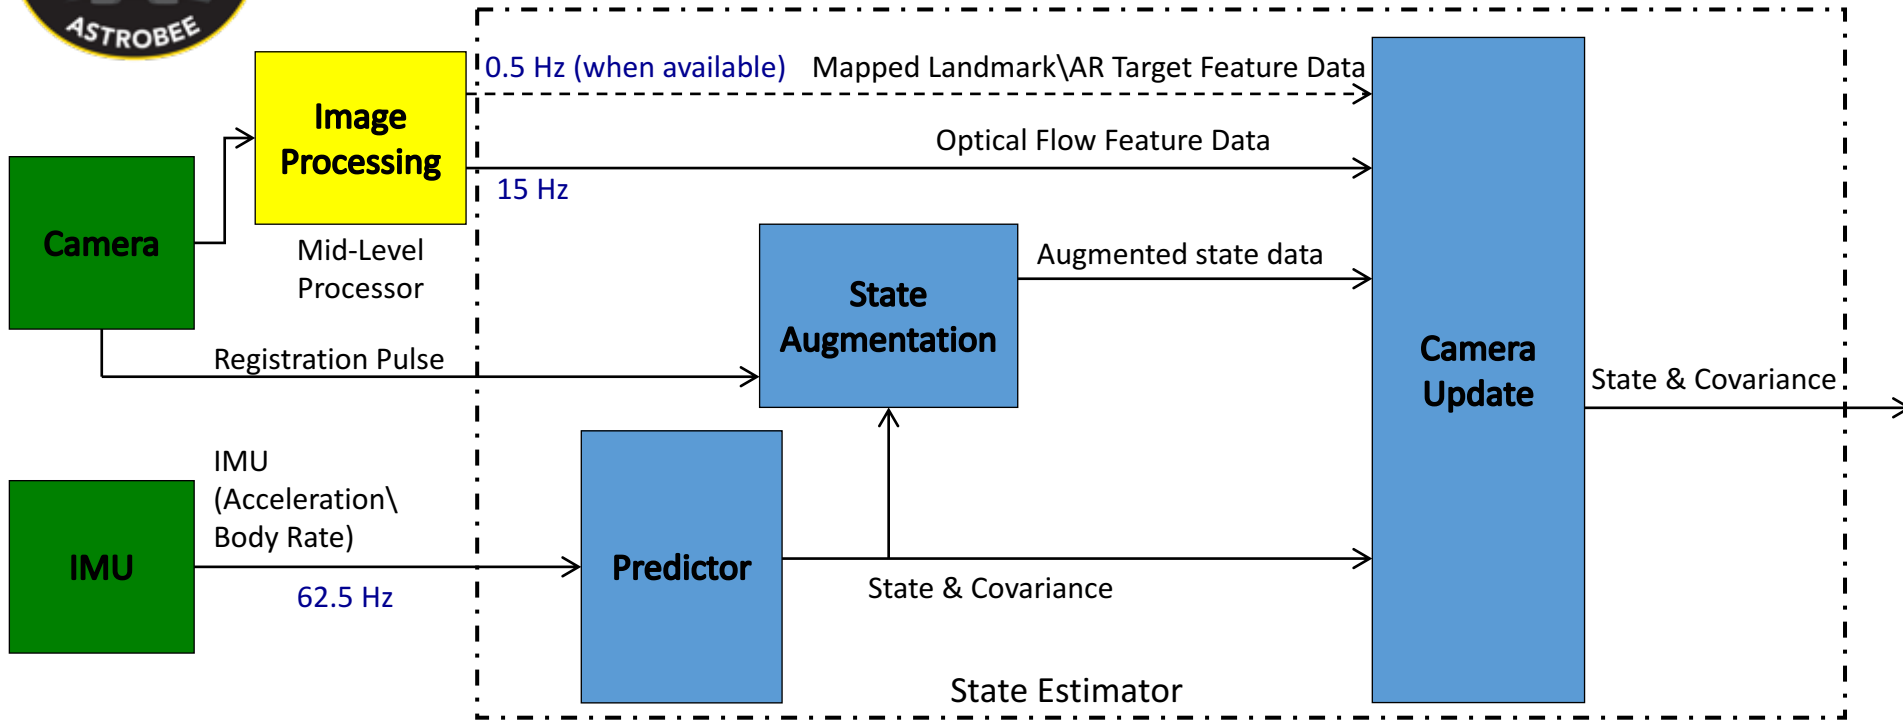 ASTROBEE
0.5 Hz (when available)
Mapped Landmark\AR Target Feature Data
Image
Processing
Optical Flow Feature Data
15 Hz
Camera
Mid-Level
Processor
Augmented state data
State
Augmentation
Registration Pulse
Camera
Update
State & Covariance
IMU
(Acceleration\
Body Rate)
IMU
62.5 Hz
Predictor
State & Covariance
State Estimator